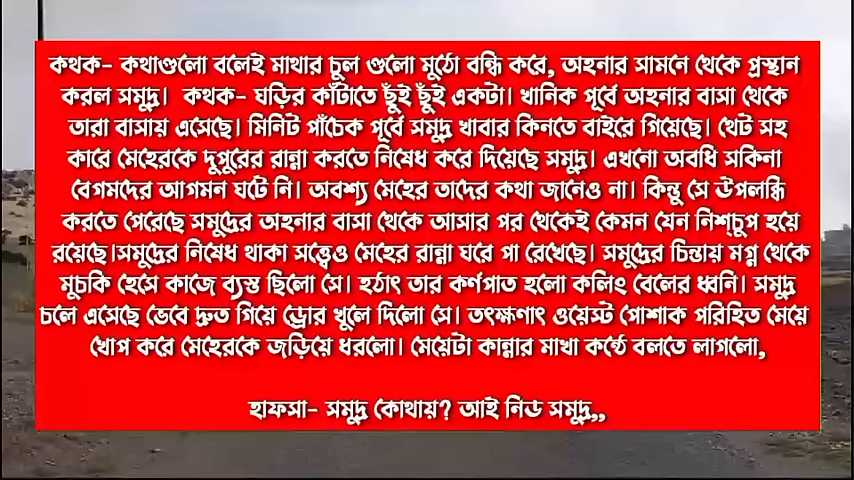 কথক- কথাগুলো বলেই মাথার চুল গুলো মুঠো বন্ধি করে, অহনার সামনে থেকে প্রস্থান
করল সমুদ্র।  কথক- ঘড়ির কাঁটাতে ছুঁই ছুঁই একটা। খানিক পূর্বে অহনার বাসা থেকে
তারা বাসায় এসেছে। মিনিট পাঁচেক পূর্বে সমুদ্র খাবার কিনতে বাইরে গিয়েছে। থেট সহ
কারে মেহেরকে দুপুরের রান্না করতে নিষেধ করে দিয়েছে সমুদ্র। এখনো অবধি সকিনা
বেগমদের আগমন ঘটে নি। অবশ্য মেহের তাদের কথা জানেও না। কিন্তু সে উপলব্ধি
করতে পেরেছে সমুদ্রের অহনার বাসা থেকে আসার পর থেকেই কেমন যেন নিশ্চুপ হয়ে
রয়েছে।সমুদ্রের নিষেধ থাকা সত্ত্বেও মেহের রান্না ঘরে পা রেখেছে। সমুদ্রের চিন্তায় মগ্ন থেকে
মুচকি হেসে কাজে ব্যস্ত ছিলো সে। হঠাৎ তার কর্ণপাত হলো কলিং বেলের ধ্বনি। সমুদ্র
চলে এসেছে ভেবে দ্রুত গিয়ে ড্রোর খুলে দিলো সে। তৎক্ষণাৎ ওয়েস্ট পোশাক পরিহিত মেয়ে
খোপ করে মেহেরকে জড়িয়ে ধরলো। মেয়েটা কান্নার মাখা কণ্ঠে বলতে লাগলো,
হাফসা- সমুদ্র কোথায়? আই নিড সমুদ্র,,